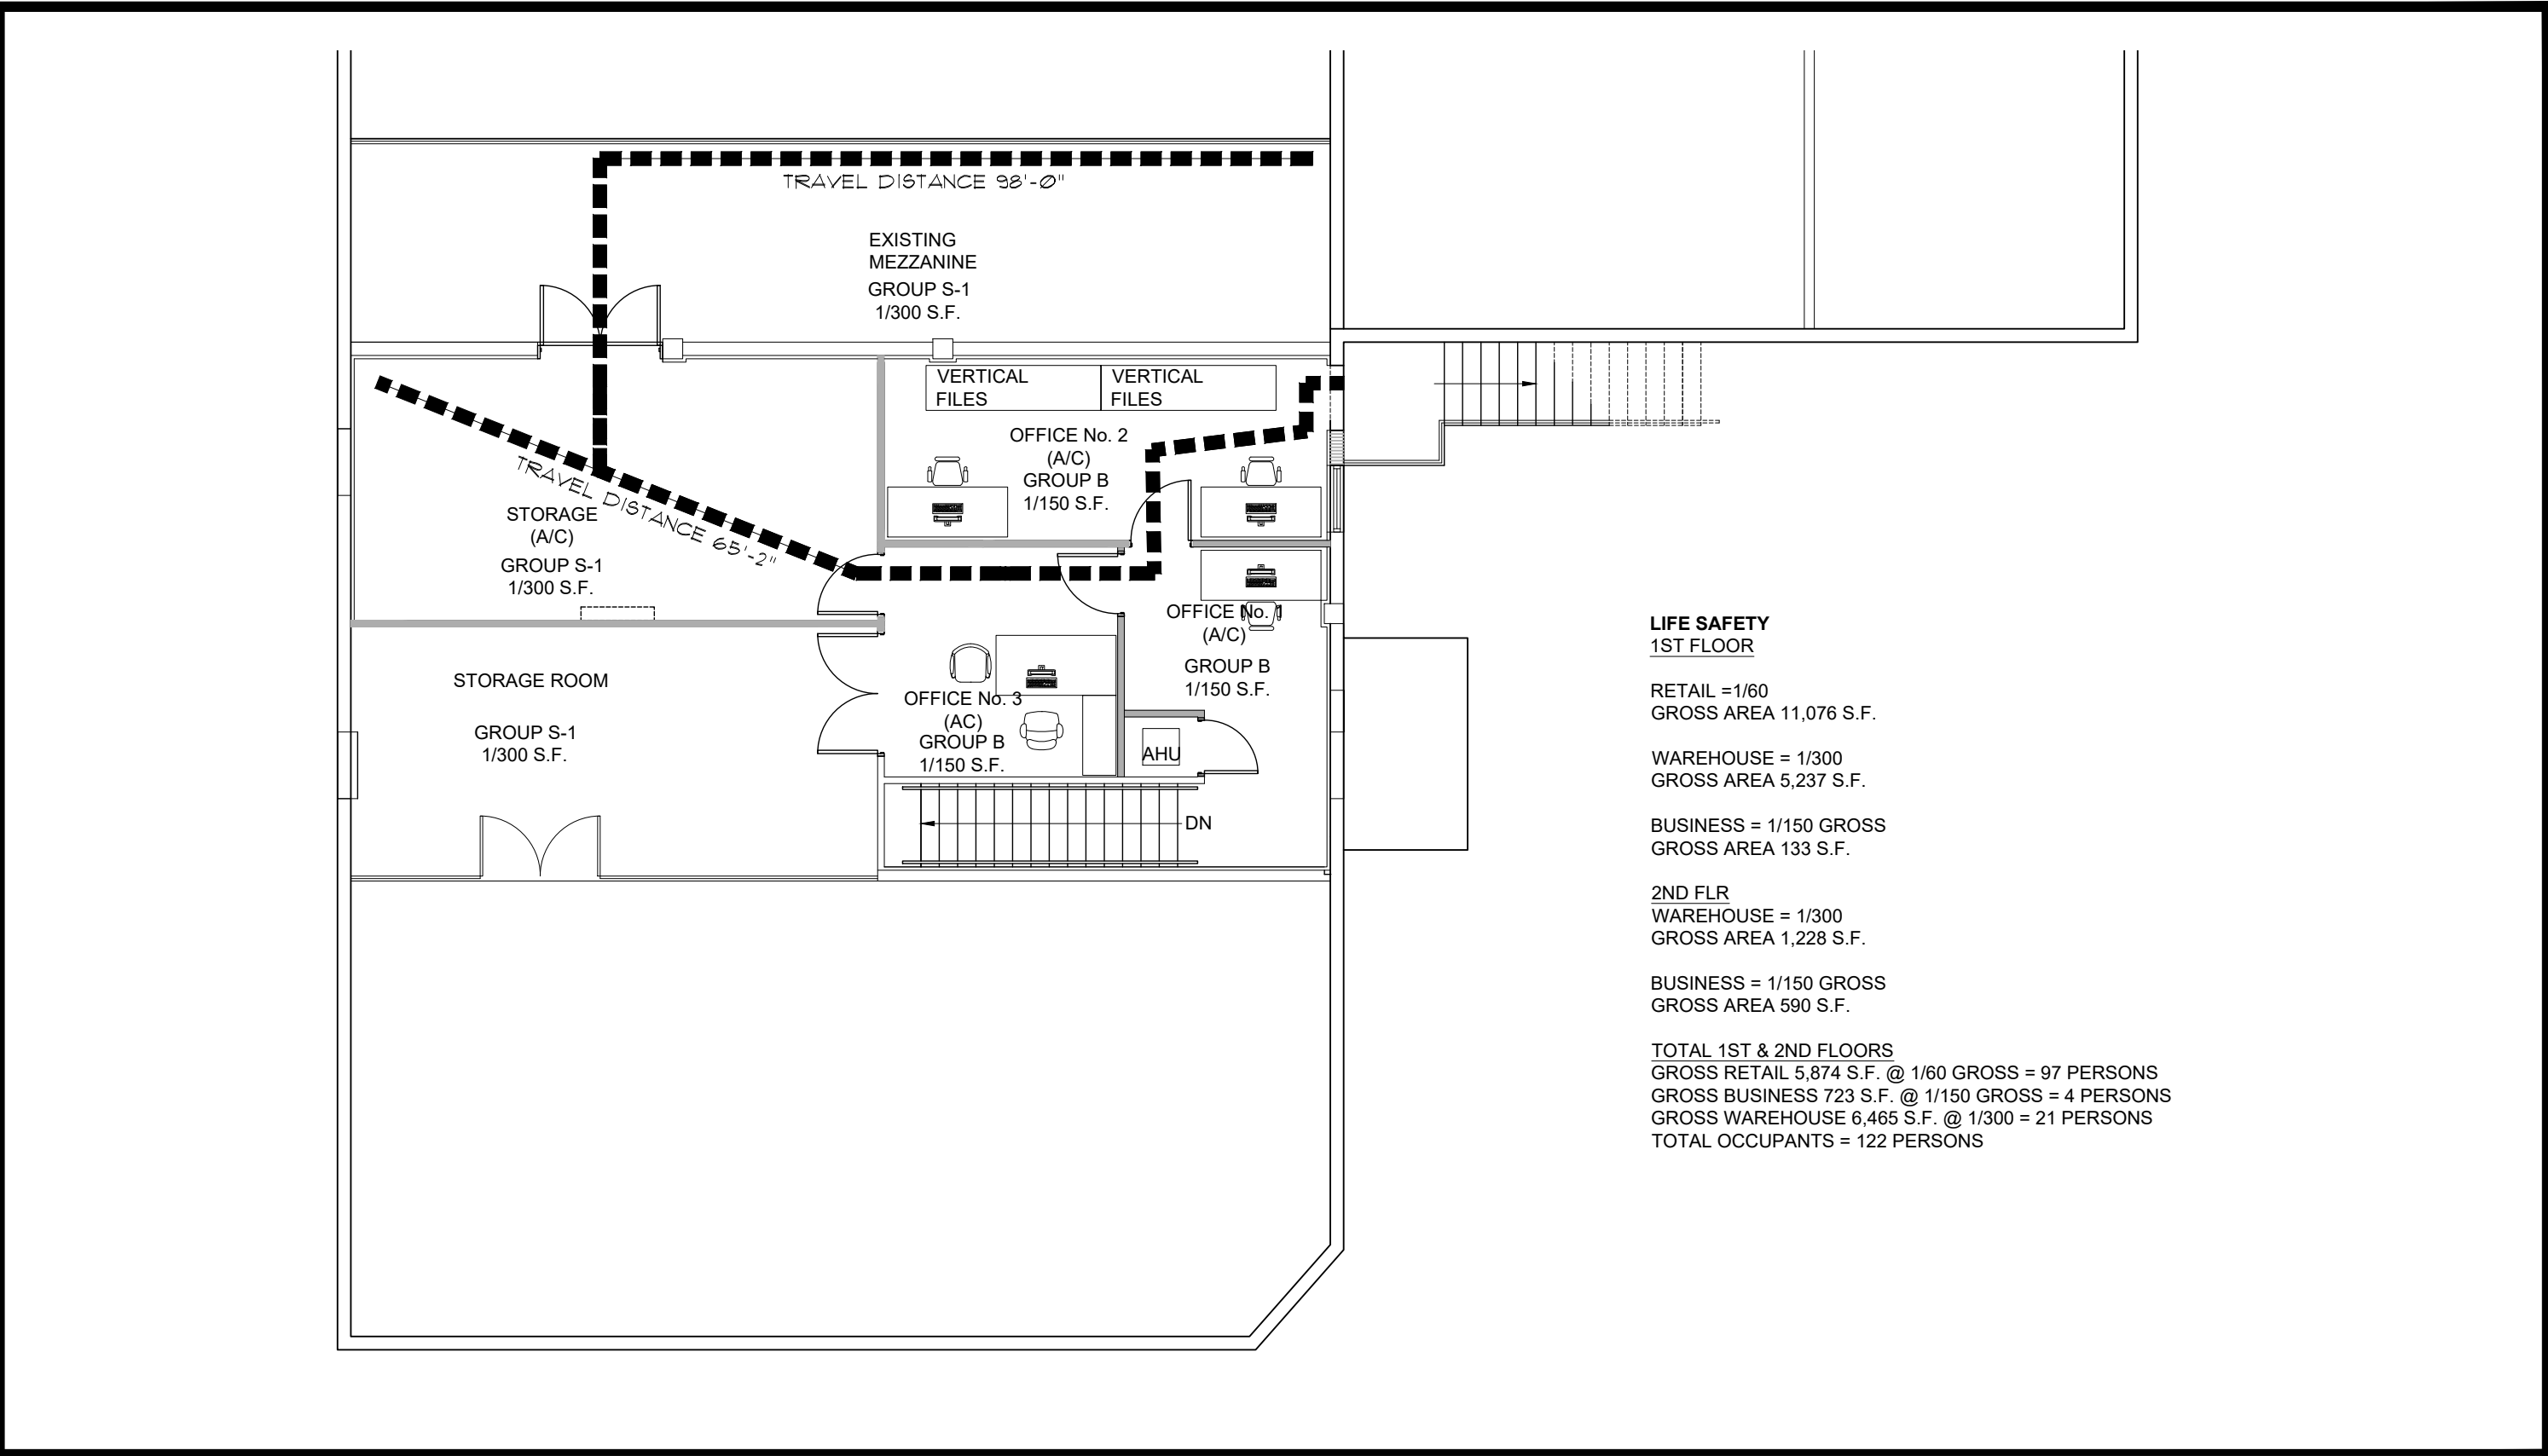 TRAVEL DISTANCE 98'-0"
EXISTING
MEZZANINE
GROUP S-1
1/300 S.F.
VERTICAL
FILES
VERTICAL
FILES
OFFICE No. 2
(A/C)
GROUP B
1/150 S.F.
TRAVEL DISTANCE 65'-2"
STORAGE
(A/C)
GROUP S-1
1/300 S.F.
OFFICE No. 1
(A/C)
GROUP B
1/150 S.F.
STORAGE ROOM
GROUP S-1
1/300 S.F.
OFFICE No. 3
(AC)
GROUP B
1/150 S.F.
AHU
DN
LIFE SAFETY
1ST FLOOR
RETAIL =1/60
GROSS AREA 11,076 S.F.
WAREHOUSE = 1/300
GROSS AREA 5,237 S.F.
BUSINESS = 1/150 GROSS
GROSS AREA 133 S.F.
2ND FLR
WAREHOUSE = 1/300
GROSS AREA 1,228 S.F.
BUSINESS = 1/150 GROSS
GROSS AREA 590 S.F.
TOTAL 1ST & 2ND FLOORS
GROSS RETAIL 5,874 S.F. @ 1/60 GROSS = 97 PERSONS
GROSS BUSINESS 723 S.F. @ 1/150 GROSS = 4 PERSONS
GROSS WAREHOUSE 6,465 S.F. @ 1/300 = 21 PERSONS
TOTAL OCCUPANTS = 122 PERSONS